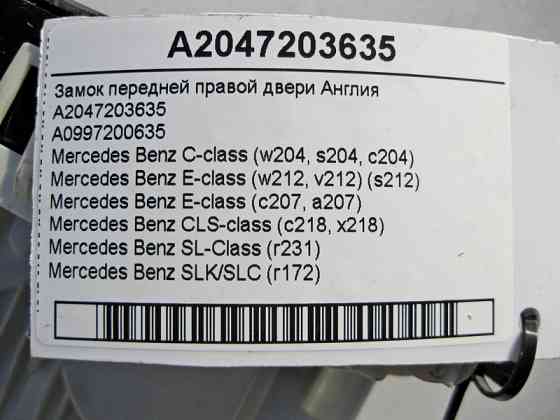 A2047203635
Замок передней правой двери Англия
A2047203635
A0997200635
Mercedes Benz C-class (w204, s204, c204)
Mercedes Benz E-class (w212, v212) (s212)
Mercedes Benz E-class (c207, a207)
Mercedes Benz CLS-class (c218, x218)
Mercedes Benz SL-Class (r231)
Mercedes Benz SLK/SLC (r172)